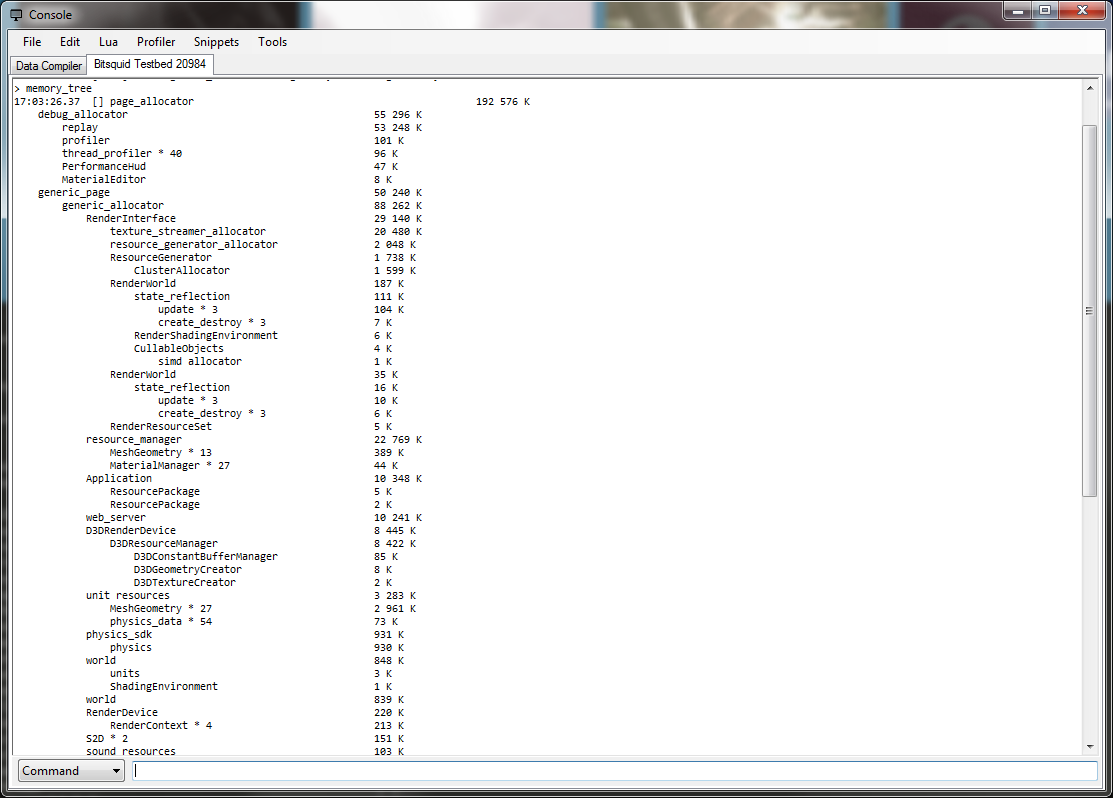 Console
File Edit Lua Profiler Snippets Tools
Data Compiler Bitsquid Testbed 20984
> memory_tree
17:03:26.37 [] page_allocator 192 576 K
debug_allocator 55 296 K
replay 53 248 K
profiler 101 K
thread_profiler * 40 96 K
PerformanceHud 47 K
MaterialEditor 8 K
generic_page 50 240 K
generic_allocator 88 262 K
RenderInterface 29 140 K
texture_streamer_allocator 20 480 K
resource_generator_allocator 2 048 K
ResourceGenerator 1 738 K
ClusterAllocator 1 599 K
RenderWorld 187 K
state_reflection 111 K
update * 3 104 K
create_destroy * 3 7 K
RenderShadingEnvironment 6 K
CullableObjects 4 K
simd allocator 1 K
RenderWorld 35 K
state_reflection 16 K
update * 3 10 K
create_destroy * 3 6 K
RenderResourceSet 5 K
resource_manager 22 769 K
MeshGeometry * 13 389 K
MaterialManager * 27 44 K
Application 10 348 K
ResourcePackage 5 K
ResourcePackage 2 K
web_server 10 241 K
D3DRenderDevice 8 445 K
D3DResourceManager 8 422 K
D3DConstantBufferManager 85 K
D3DGeometryCreator 8 K
D3DTextureCreator 2 K
unit resources 3 283 K
MeshGeometry * 27 2 961 K
physics_data * 54 73 K
physics_sdk 931 K
physics 930 K
world 848 K
units 3 K
ShadingEnvironment 1 K
world 839 K
RenderDevice 220 K
RenderContext * 4 213 K
S2D * 2 151 K
sound resources 103 K
Command